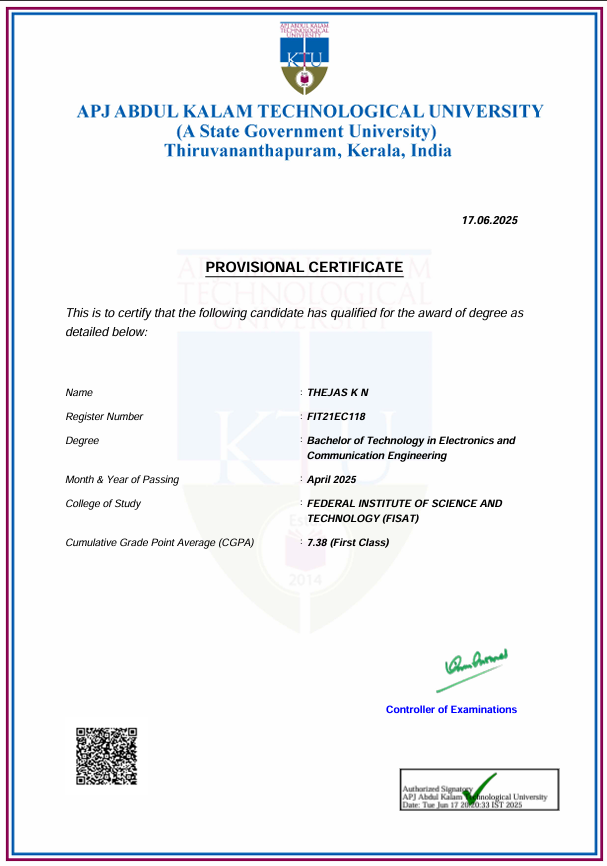 APJ ABDUL KALAM
TECHNOLOGICAL
UNIVERSITY
KTU
APJ ABDUL KALAM TECHNOLOGICAL UNIVERSITY
(A State Government University)
Thiruvananthapuram, Kerala, India
17.06.2025
PROVISIONAL CERTIFICATE
This is to certify that the following candidate has qualified for the award of degree as
detailed below:
Name : THEJAS K N
Register Number : FIT21EC118
Degree : Bachelor of Technology in Electronics and
Communication Engineering
Month & Year of Passing : April 2025
College of Study : FEDERAL INSTITUTE OF SCIENCE AND
TECHNOLOGY (FISAT)
Cumulative Grade Point Average (CGPA) : 7.38 (First Class)
KTU
2014
Controller of Examinations
Authorized Signatory
APJ Abdul Kalam Technological University
Date: Tue Jun 17 20:20:33 IST 2025